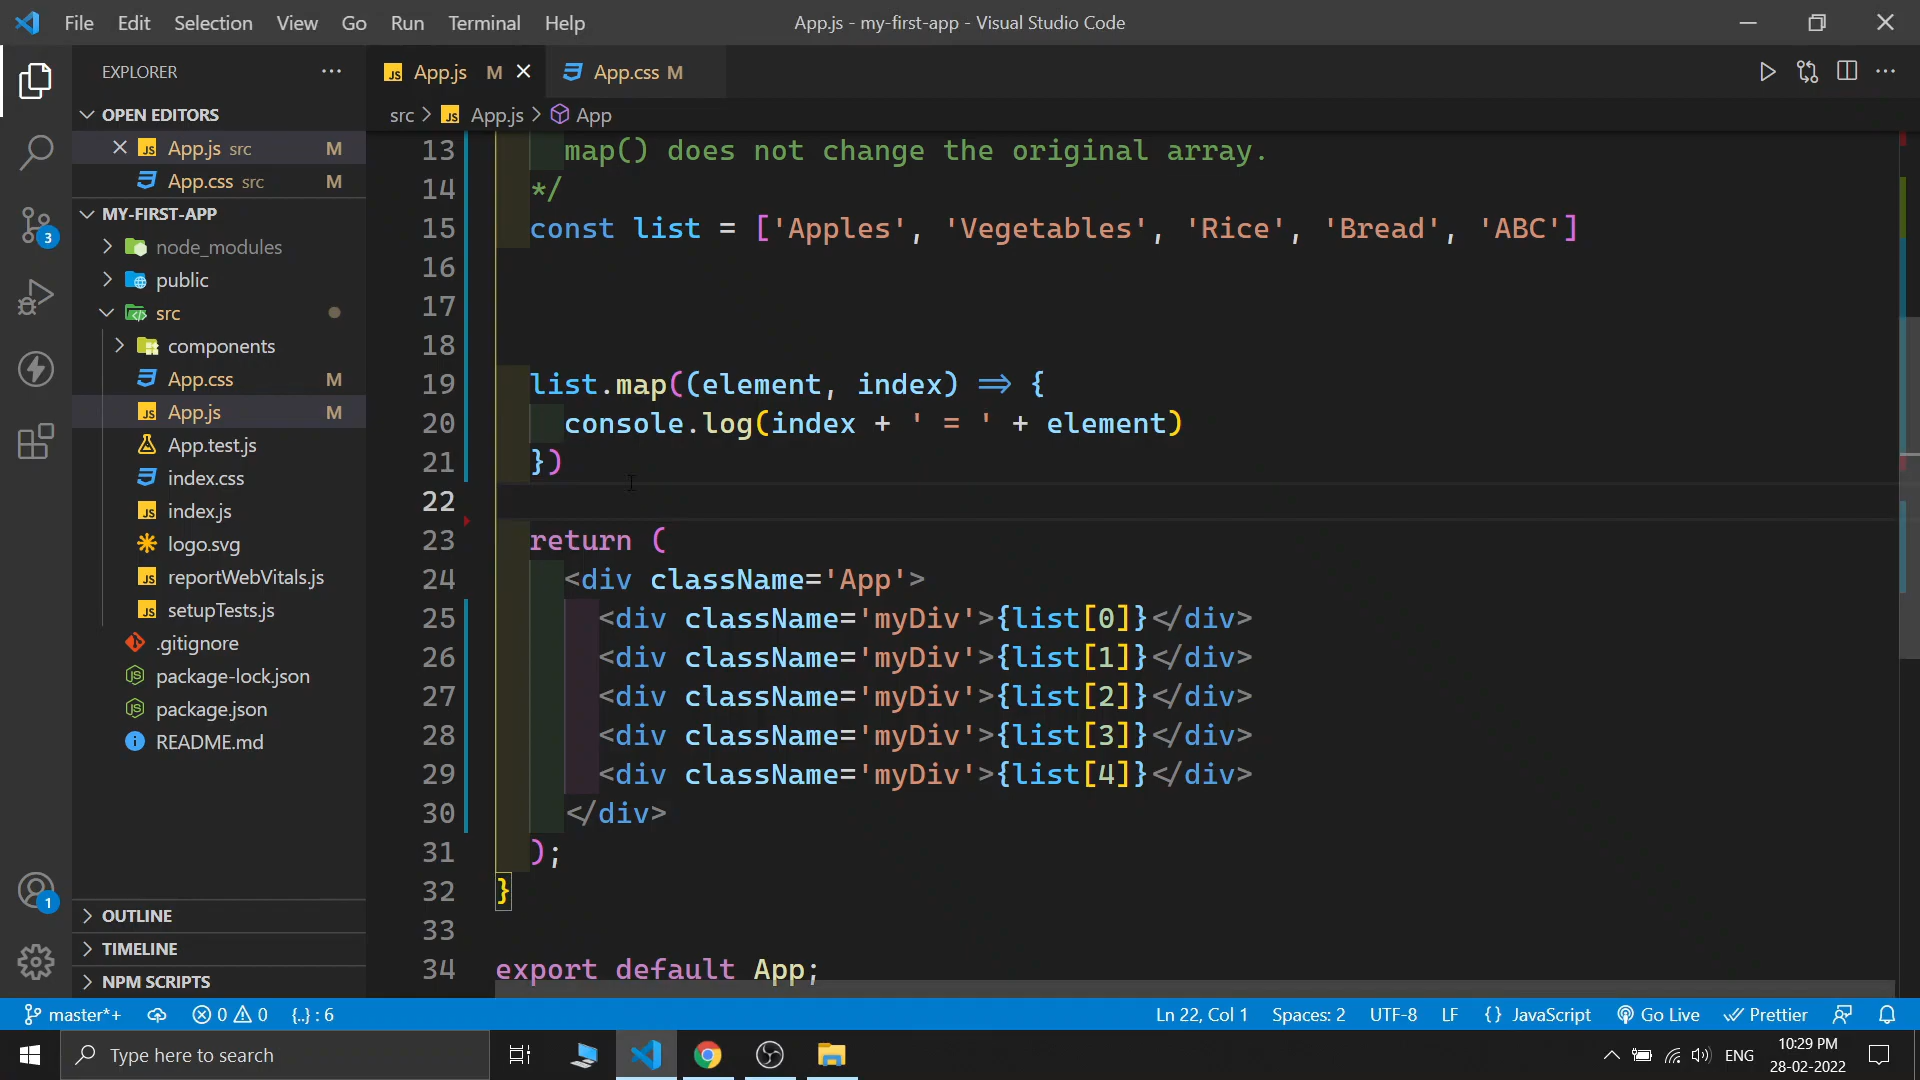 File Edit Selection View Go Run Terminal Help
App.js - my-first-app - Visual Studio Code
EXPLORER
OPEN EDITORS
App.js src M
App.css src M
MY-FIRST-APP
node_modules
public
src
components
App.css M
App.js M
App.test.js
index.css
index.js
logo.svg
reportWebVitals.js
setupTests.js
.gitignore
package-lock.json
package.json
README.md
OUTLINE
TIMELINE
NPM SCRIPTS
3
1
App.js M
App.css M
src > App.js > App
13 map() does not change the original array.
14 */
15 const list = ['Apples', 'Vegetables', 'Rice', 'Bread', 'ABC']
16
17
18
19 list.map((element, index) => {
20 console.log(index + ' = ' + element)
21 })
22
23 return (
24 <div className='App'>
25 <div className='myDiv'>{list[0]}</div>
26 <div className='myDiv'>{list[1]}</div>
27 <div className='myDiv'>{list[2]}</div>
28 <div className='myDiv'>{list[3]}</div>
29 <div className='myDiv'>{list[4]}</div>
30 </div>
31 );
32 }
33
34 export default App;
master*+ 0 0 {..} : 6
Ln 22, Col 1 Spaces: 2 UTF-8 LF {} JavaScript Go Live Prettier
Type here to search
ENG
10:29 PM
28-02-2022